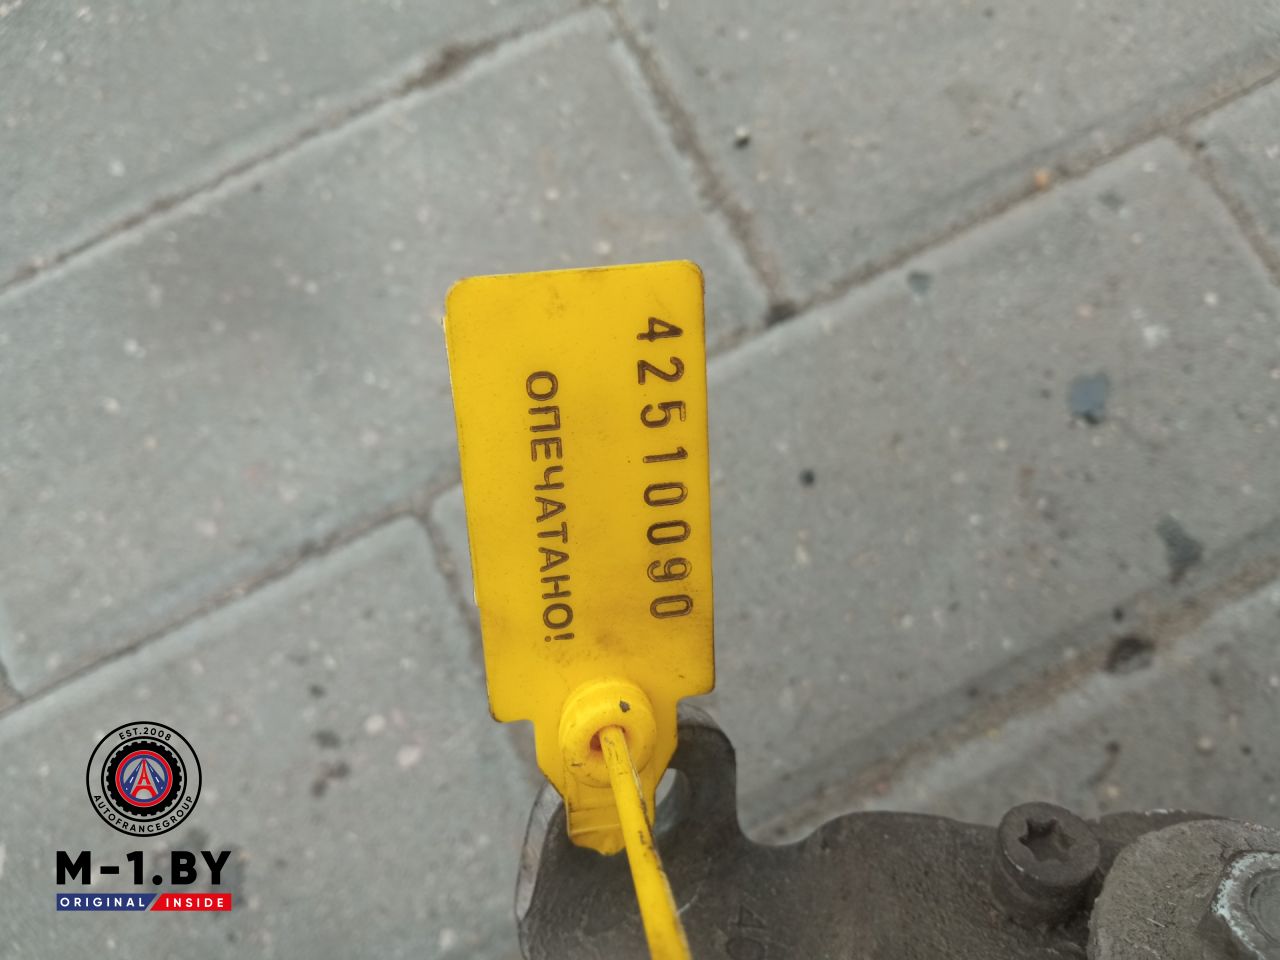 42510090
ОПЕЧАТАНО!
EST.2008
AUTOFRANCEGROUP
M-1.BY
ORIGINAL INSIDE